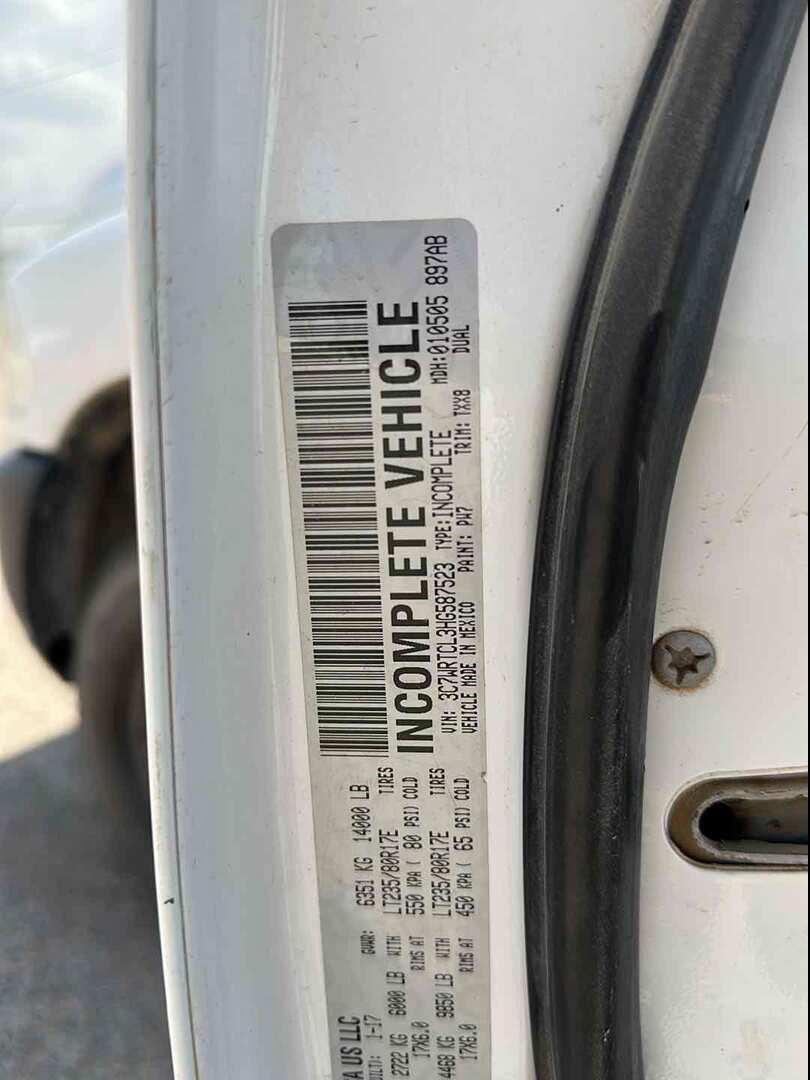 A US LLC
1-17 GVWR: 6351 KG 14000 LB
2722 KG 6000 LB WITH LT235/80R17E TIRES
17X6.0 RIMS AT 550 KPA ( 80 PSI) COLD
4468 KG 9850 LB WITH LT235/80R17E TIRES
17X6.0 RIMS AT 450 KPA ( 65 PSI) COLD
INCOMPLETE VEHICLE
VIN: 3C7WRTCL3HG587523 TYPE: INCOMPLETE MDH: 010505 897AB
VEHICLE MADE IN MEXICO PAINT: PW7 TRIM: TXX8 DUAL